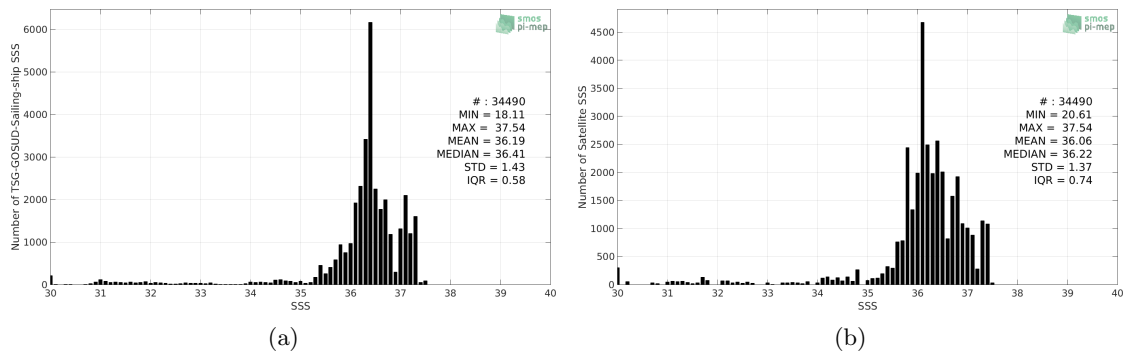 smos
pi-mep
Number of TSG-GOSUD-Sailing-ship SSS
6000
5000
4000
3000
2000
1000
0
# : 34490
MIN = 18.11
MAX = 37.54
MEAN = 36.19
MEDIAN = 36.41
STD = 1.43
IQR = 0.58
30 31 32 33 34 35 36 37 38 39 40
SSS
(a)
smos
pi-mep
Number of Satellite SSS
4500
4000
3500
3000
2500
2000
1500
1000
500
0
# : 34490
MIN = 20.61
MAX = 37.54
MEAN = 36.06
MEDIAN = 36.22
STD = 1.37
IQR = 0.74
30 31 32 33 34 35 36 37 38 39 40
SSS
(b)